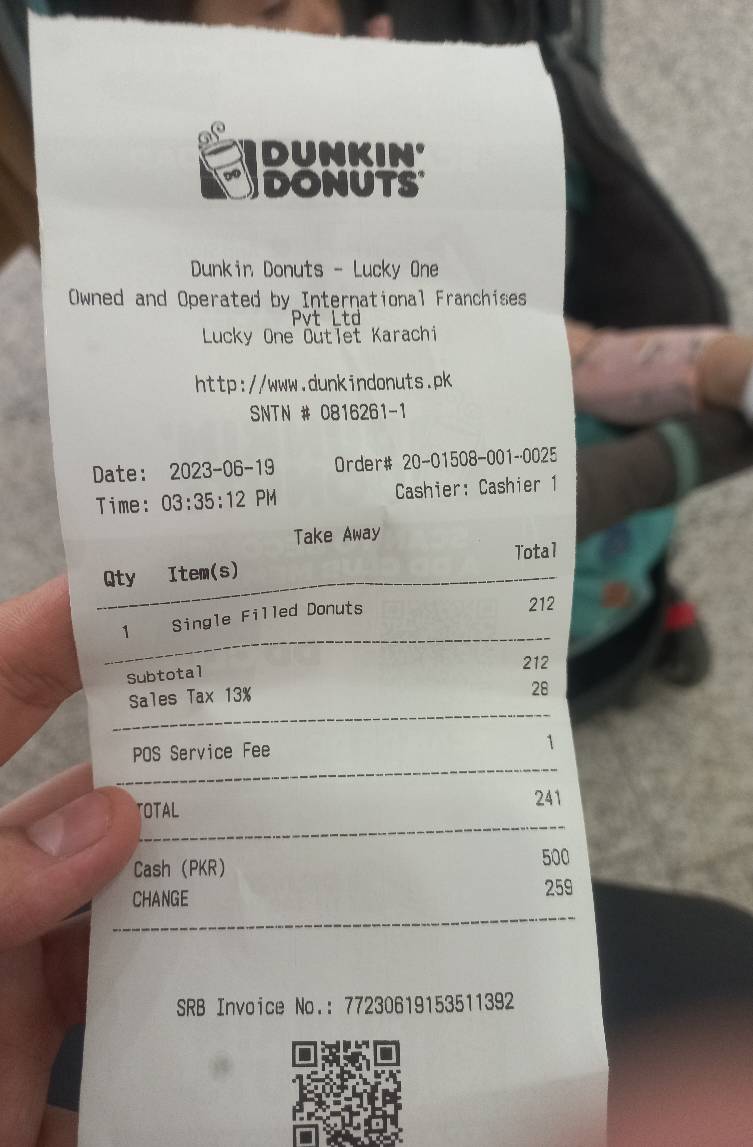 DUNKIN'
DONUTS
Dunkin Donuts - Lucky One
Owned and Operated by International Franchises
Pvt Ltd
Lucky One Outlet Karachi
http://www.dunkindonuts.pk
SNTN # 0816261-1
Date: 2023-06-19 Order# 20-01508-001-0025
Time: 03:35:12 PM Cashier: Cashier 1
Take Away
Qty Item(s) Total
1 Single Filled Donuts 212
Subtotal 212
Sales Tax 13% 28
POS Service Fee 1
TOTAL 241
Cash (PKR) 500
CHANGE 259
SRB Invoice No.: 77230619153511392